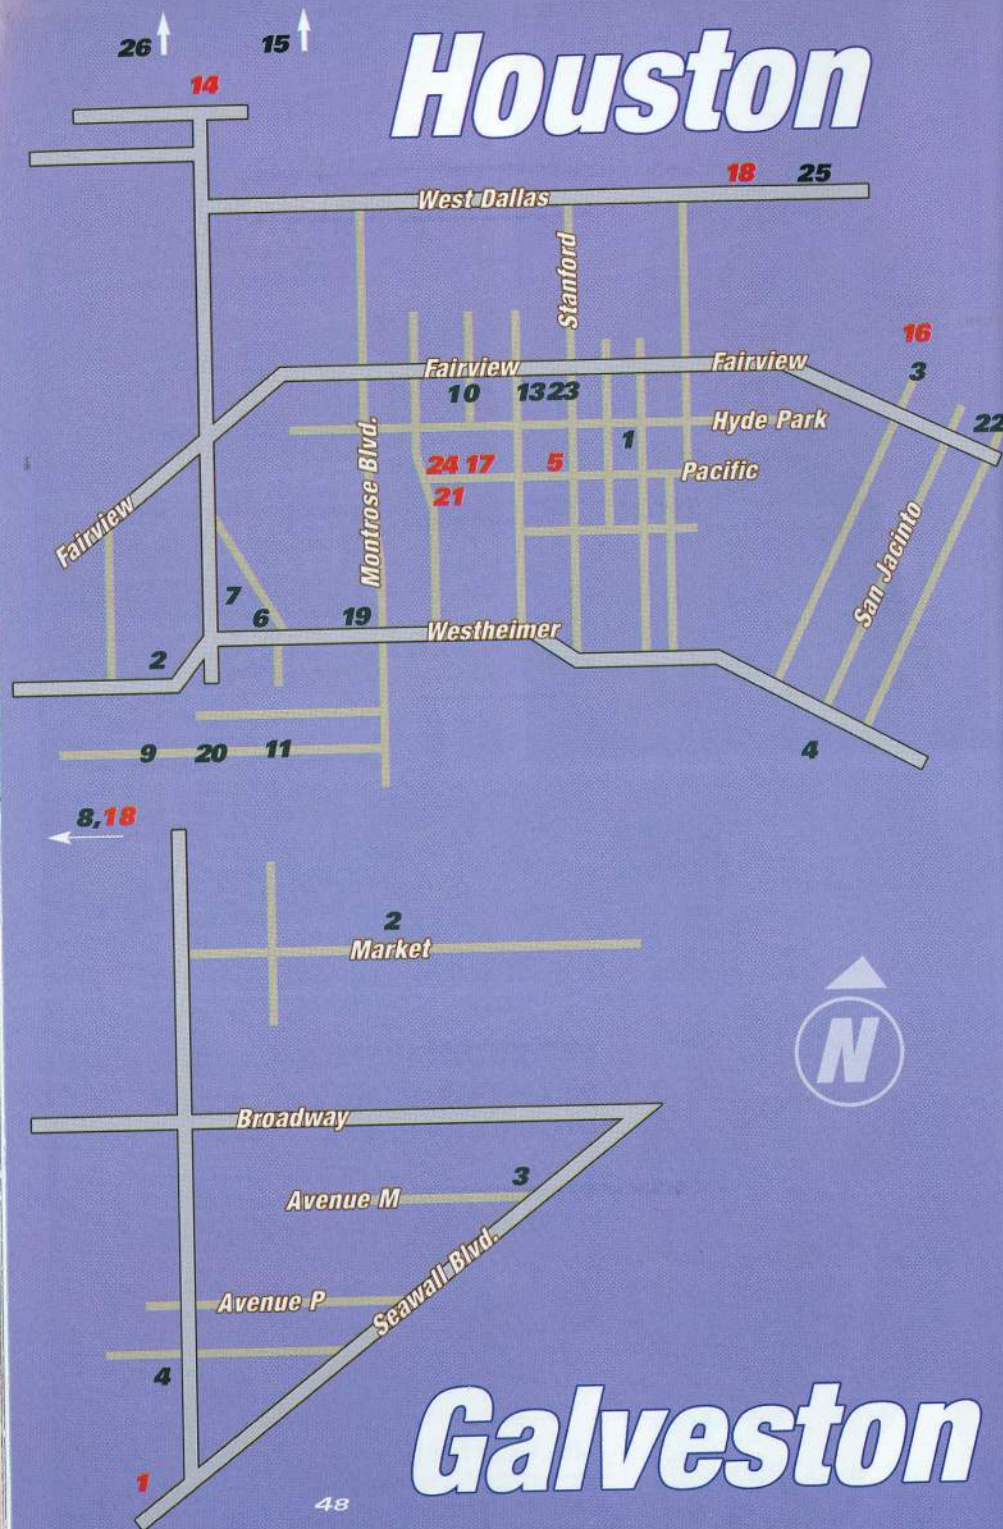 26 15
Houston
14
18 25
West Dallas
Stanford
16
Fairview Fairview
3
10 13 23
22
Montrose Blvd.
Hyde Park
1
24 17 5
Pacific
21
Fairview
San Jacinto
7
6 19
Westheimer
2
9 20 11
4
8,18
2
Market
N
Broadway
3
Avenue M
Seawall Blvd.
Avenue P
4
Galveston
1
48